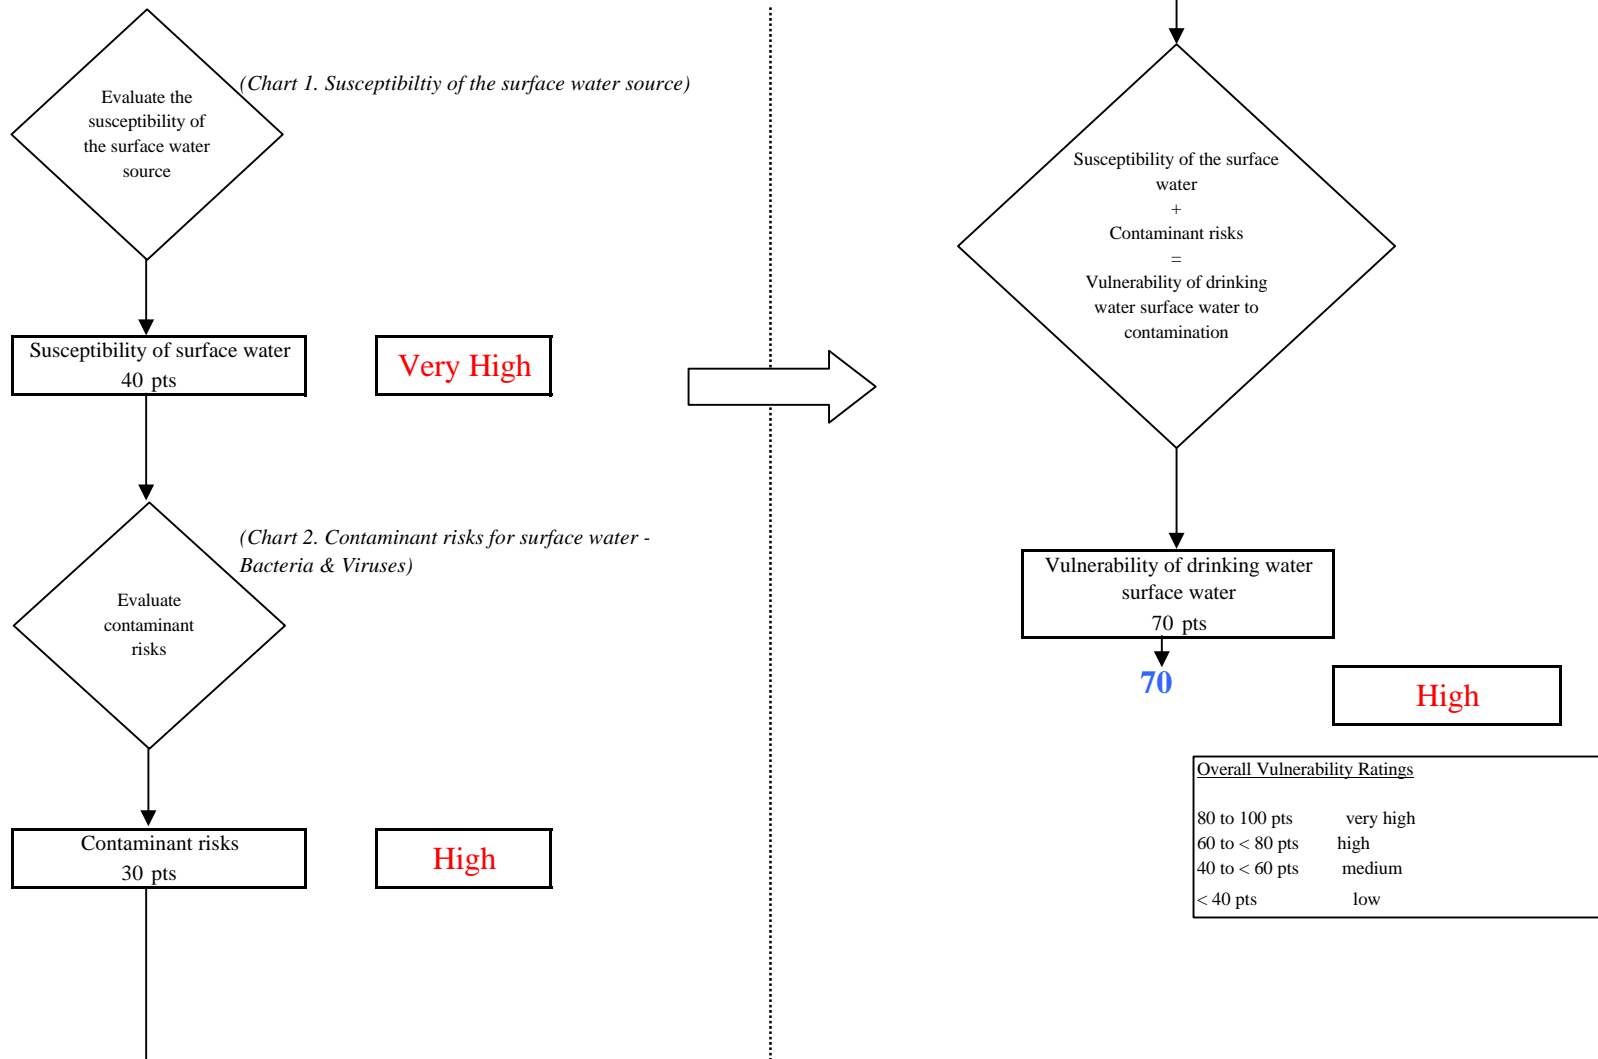 Evaluate the
susceptibility of
the surface water
source
(Chart 1. Susceptibiltiy of the surface water source)
Susceptibility of surface water
40 pts
Very High
Evaluate
contaminant
risks
(Chart 2. Contaminant risks for surface water -
Bacteria & Viruses)
Contaminant risks
30 pts
High
Susceptibility of the surface
water
+
Contaminant risks
=
Vulnerability of drinking
water surface water to
contamination
Vulnerability of drinking water
surface water
70 pts
70
High
Overall Vulnerability Ratings
80 to 100 pts very high
60 to < 80 pts high
40 to < 60 pts medium
< 40 pts low